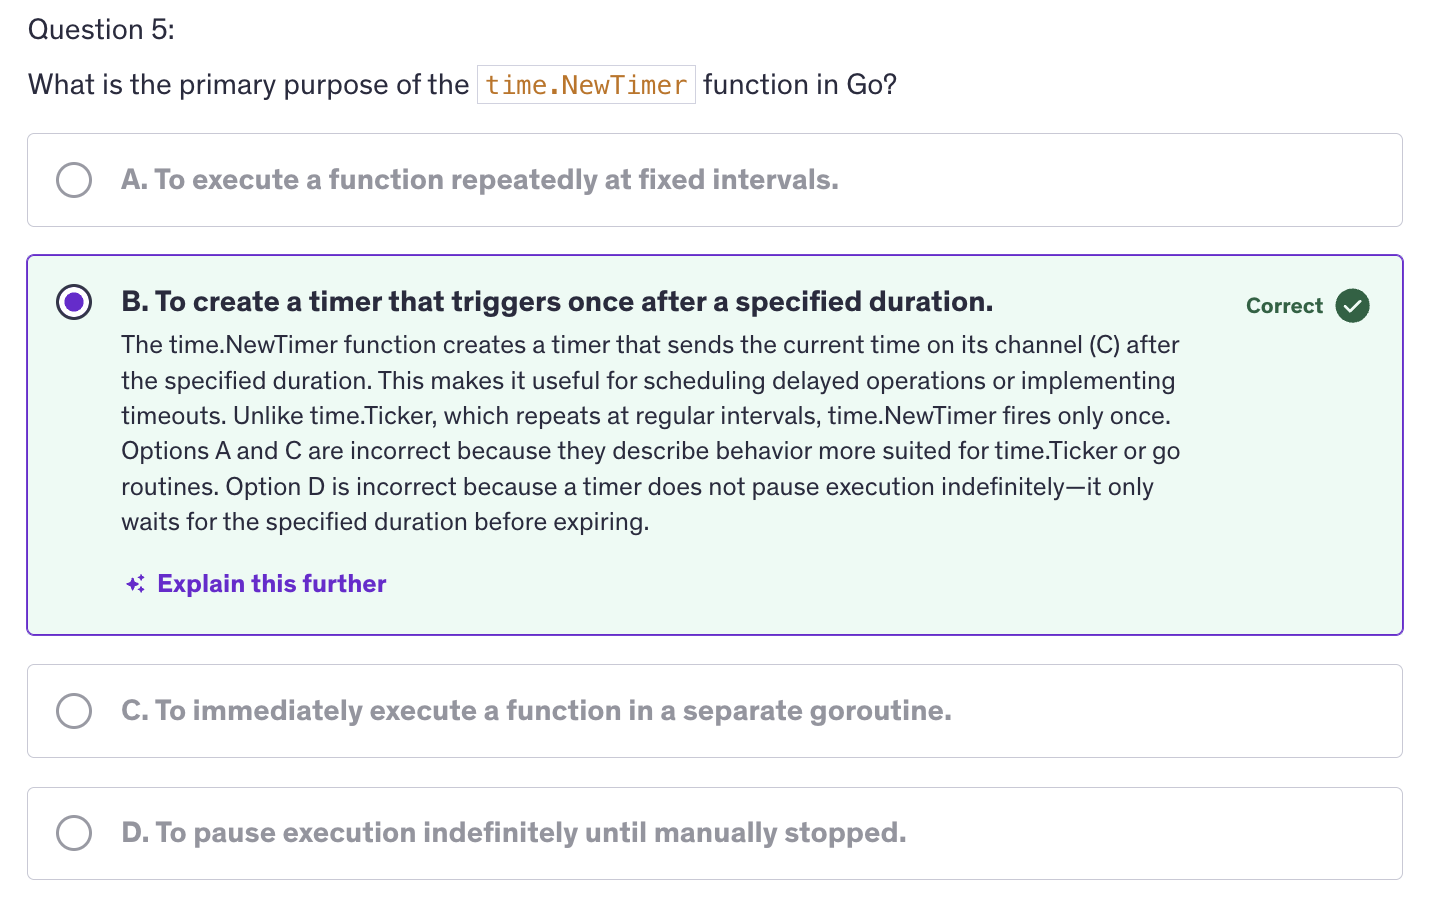 Question 5:
What is the primary purpose of the time.NewTimer function in Go?
A. To execute a function repeatedly at fixed intervals.
B. To create a timer that triggers once after a specified duration.
Correct
The time.NewTimer function creates a timer that sends the current time on its channel (C) after
the specified duration. This makes it useful for scheduling delayed operations or implementing
timeouts. Unlike time.Ticker, which repeats at regular intervals, time.NewTimer fires only once.
Options A and C are incorrect because they describe behavior more suited for time.Ticker or go
routines. Option D is incorrect because a timer does not pause execution indefinitely—it only
waits for the specified duration before expiring.
Explain this further
C. To immediately execute a function in a separate goroutine.
D. To pause execution indefinitely until manually stopped.